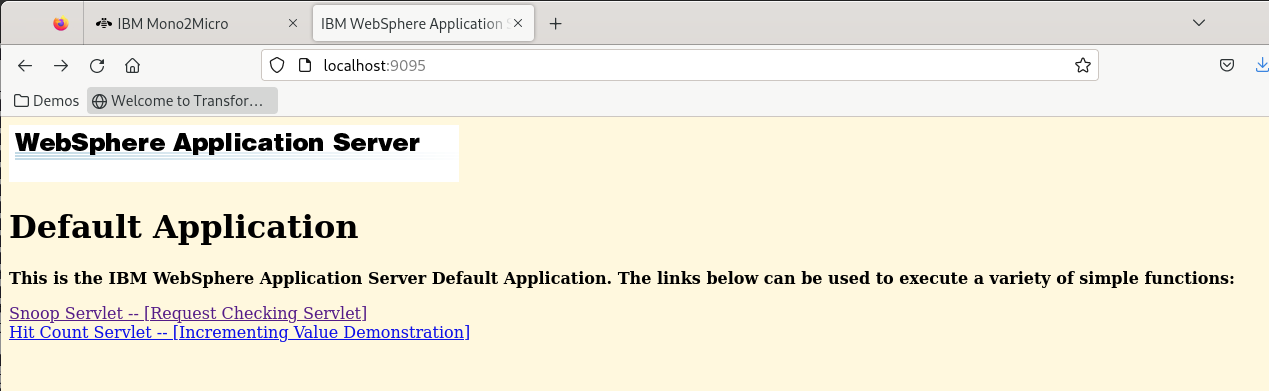 IBM Mono2Micro
IBM WebSphere Application S
localhost:9095
Demos
Welcome to Transfor…
WebSphere Application Server
Default Application
This is the IBM WebSphere Application Server Default Application. The links below can be used to execute a variety of simple functions:
Snoop Servlet -- [Request Checking Servlet]
Hit Count Servlet -- [Incrementing Value Demonstration]